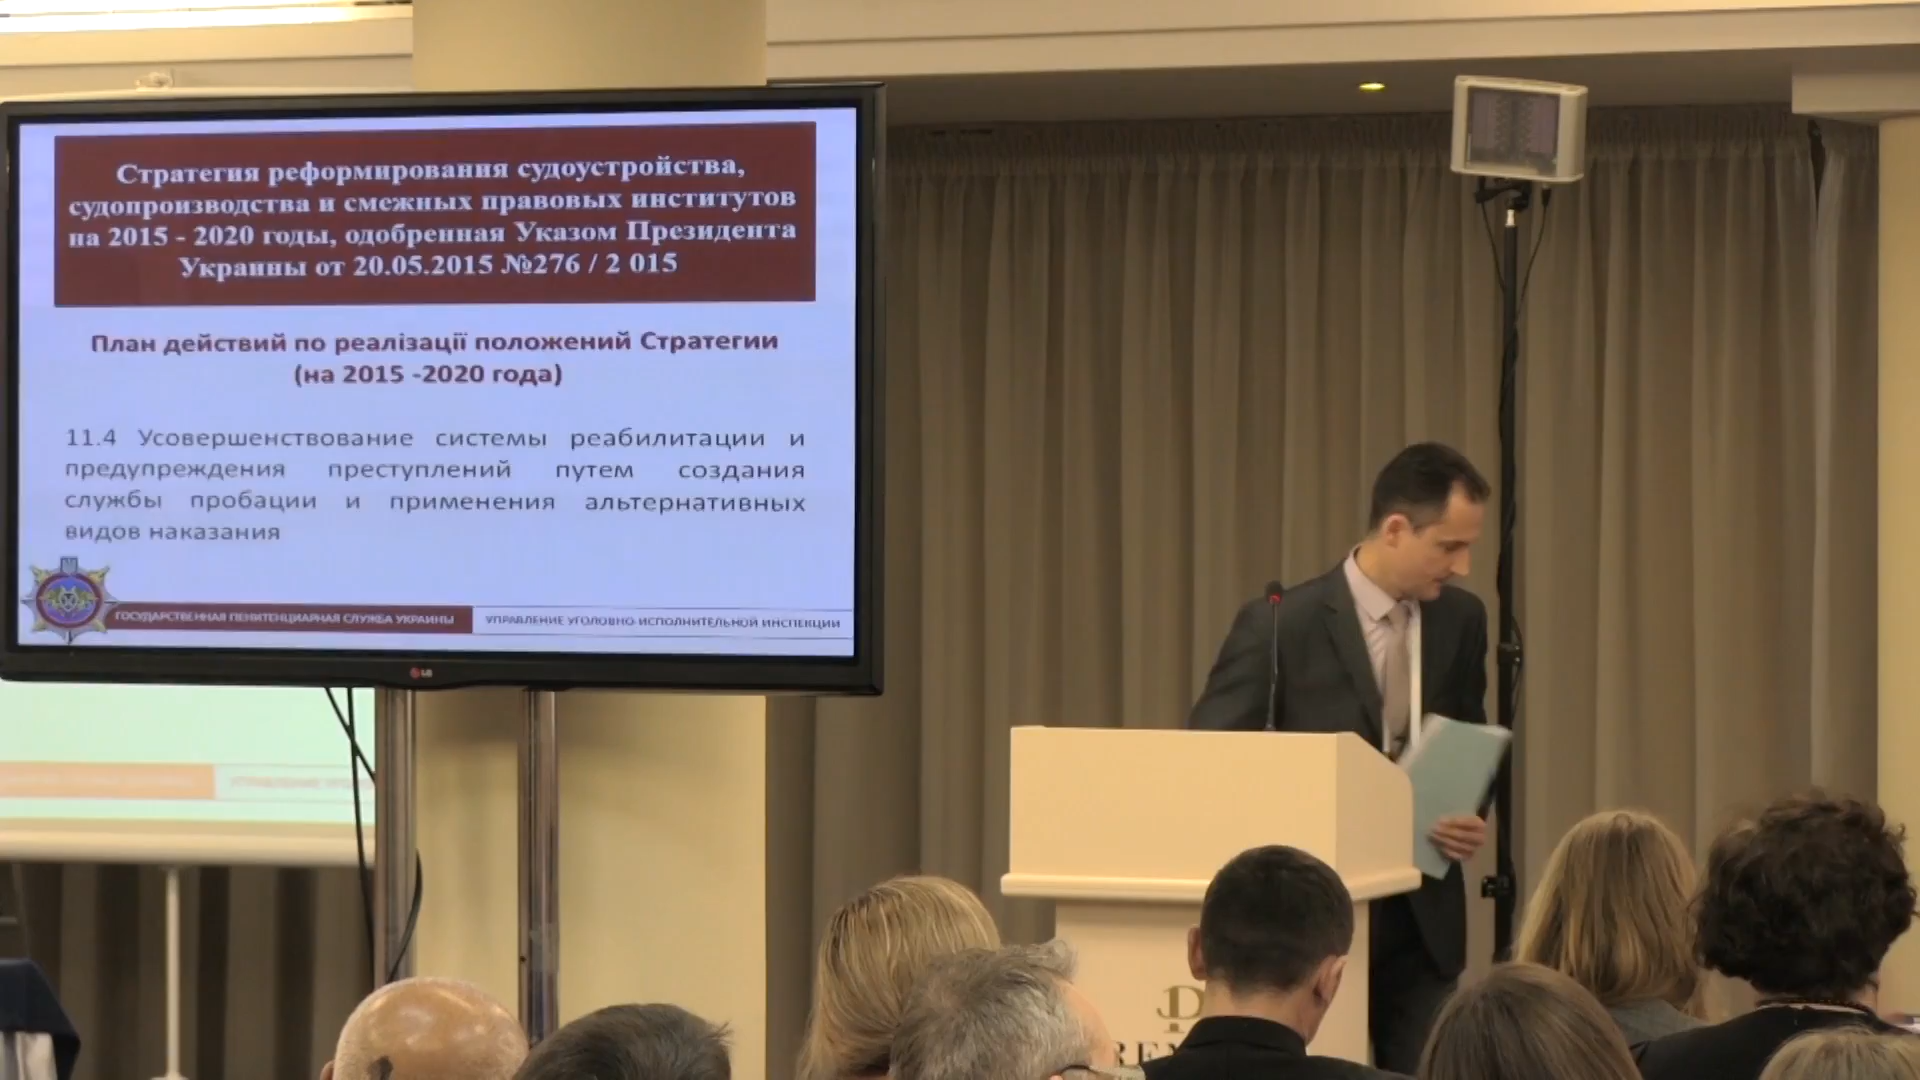 Стратегия реформирования судоустройства,
судопроизводства и смежных правовых институтов
на 2015 - 2020 годы, одобренная Указом Президента
Украины от 20.05.2015 №276 / 2 015
План действий по реалізації положений Стратегии
(на 2015 -2020 года)
11.4 Усовершенствование системы реабилитации и
предупреждения преступлений путем создания
службы пробации и применения альтернативных
видов наказания
ГОСУДАРСТВЕННАЯ ПЕНИТЕНЦИАРНАЯ СЛУЖБА УКРАИНЫ
УПРАВЛЕНИЕ УГОЛОВНО-ИСПОЛНИТЕЛЬНОЙ ИНСПЕКЦИИ
LG